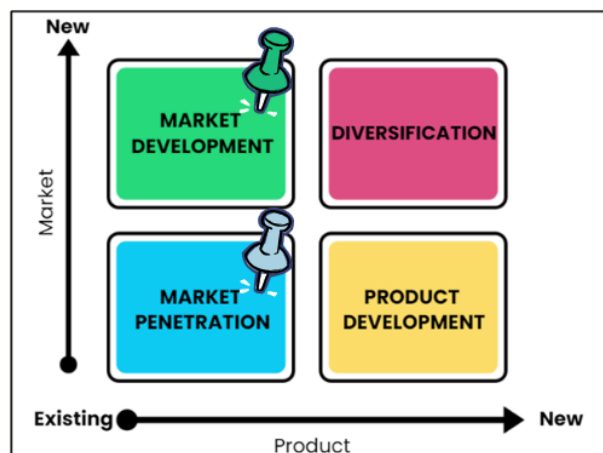 New
MARKET
DEVELOPMENT
DIVERSIFICATION
Market
MARKET
PENETRATION
PRODUCT
DEVELOPMENT
Existing
New
Product